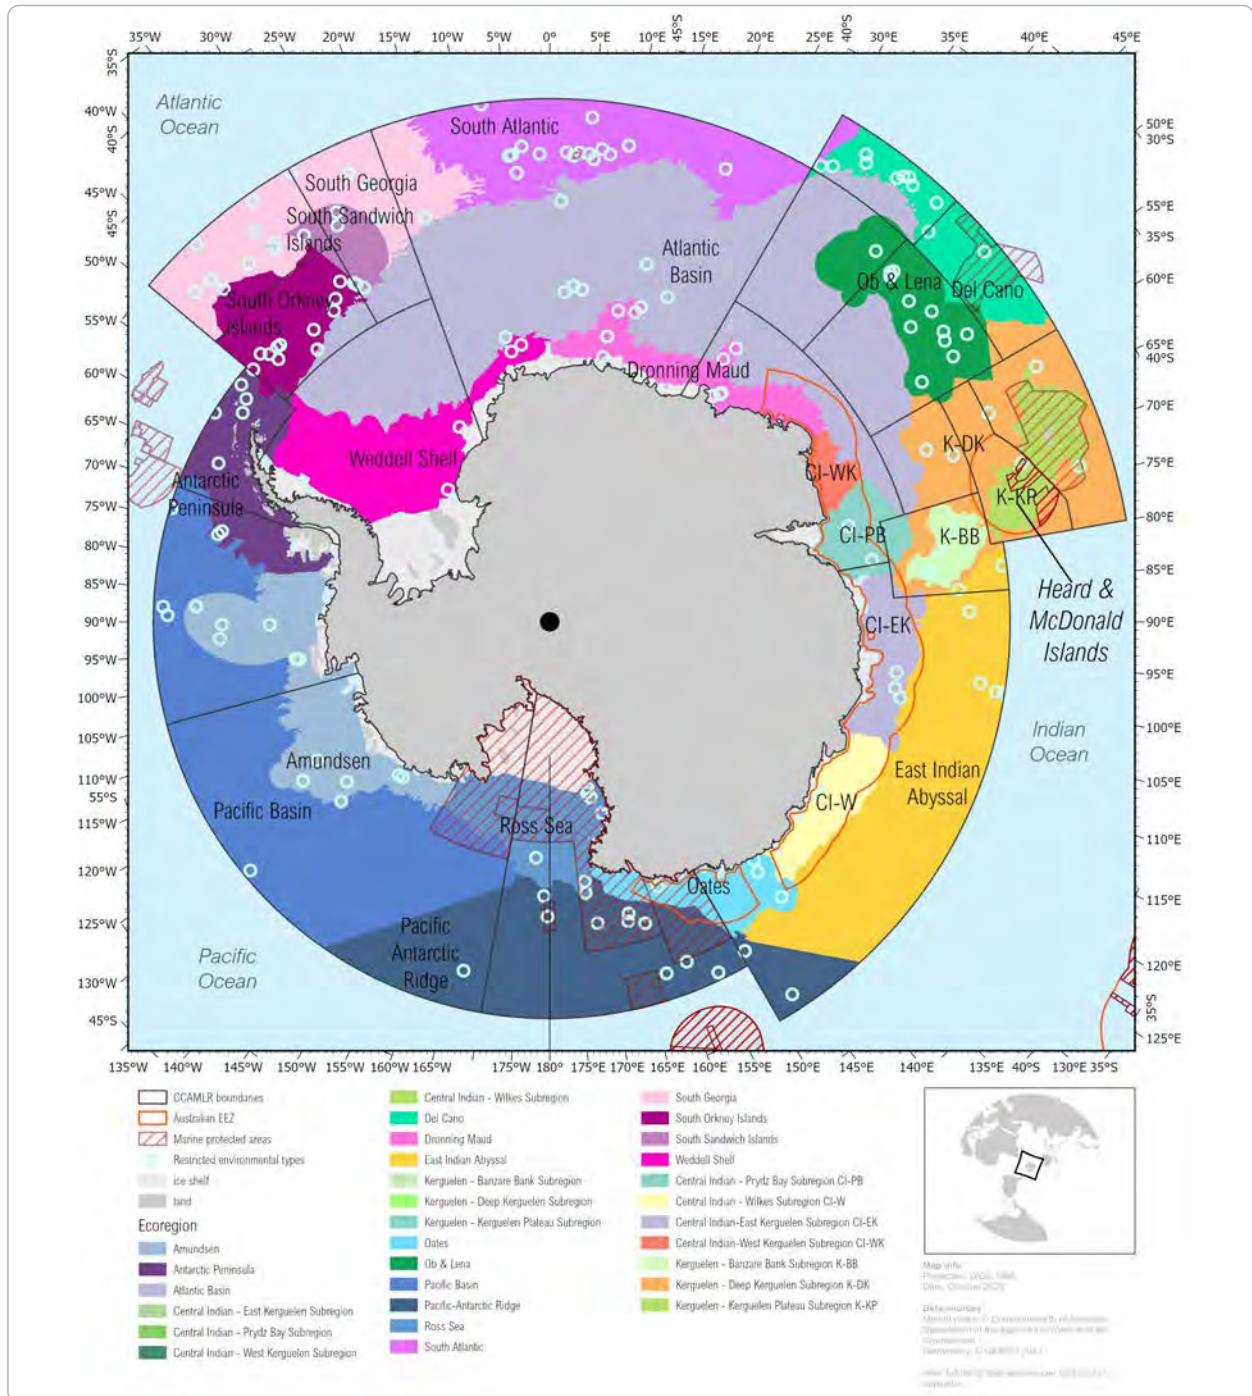 35°W 30°W 25°W 20°W 15°W 10°W 0° 5°E 10°E 45°S 15°E 20°E 40°S 30°E 35°E 40°E 45°E
35°S
40°W
40°S
45°W
45°S
50°W
55°W
60°W
65°W
70°W
75°W
80°W
85°W
90°W
95°W
100°W
105°W
110°W
55°S
115°W
120°W
125°W
130°W
45°S
50°E
30°S
55°E
35°S
60°E
65°E
40°S
70°E
75°E
80°E
85°E
90°E
95°E
100°E
105°E
110°E
115°E
120°E
35°S
125°E
135°W 145°W 150°W 155°W 160°W 165°W 175°W 180° 175°E 170°E 165°E 160°E 155°E 150°E 145°E 140°E 135°E 40°S 130°E 35°S
Atlantic
Ocean
South Atlantic
South Georgia
South Sandwich
Islands
South Orkney
Islands
Atlantic
Basin
Ob & Lena
Del Cano
Dronning Maud
Weddell Shelf
Antarctic
Peninsula
CI-WK
K-DK
K-KP
CI-PB
K-BB
Heard &
McDonald
Islands
CI-EK
Indian
Ocean
East Indian
Abyssal
CI-W
Amundsen
Pacific Basin
Ross Sea
Oates
Pacific
Antarctic
Ridge
Pacific
Ocean
CCAMLR boundaries
Australian EEZ
Marine protected areas
Restricted environmental types
ice shelf
land
Ecoregion
Amundsen
Antarctic Peninsula
Atlantic Basin
Central Indian - East Kerguelen Subregion
Central Indian - Prydz Bay Subregion
Central Indian - West Kerguelen Subregion
Central Indian - Wilkes Subregion
Del Cano
Dronning Maud
East Indian Abyssal
Kerguelen - Banzare Bank Subregion
Kerguelen - Deep Kerguelen Subregion
Kerguelen - Kerguelen Plateau Subregion
Oates
Ob & Lena
Pacific Basin
Pacific-Antarctic Ridge
Ross Sea
South Atlantic
South Georgia
South Orkney Islands
South Sandwich Islands
Weddell Shelf
Central Indian - Prydz Bay Subregion CI-PB
Central Indian - Wilkes Subregion CI-W
Central Indian-East Kerguelen Subregion CI-EK
Central Indian-West Kerguelen Subregion CI-WK
Kerguelen - Banzare Bank Subregion K-BB
Kerguelen - Deep Kerguelen Subregion K-DK
Kerguelen - Kerguelen Plateau Subregion K-KP
Map info